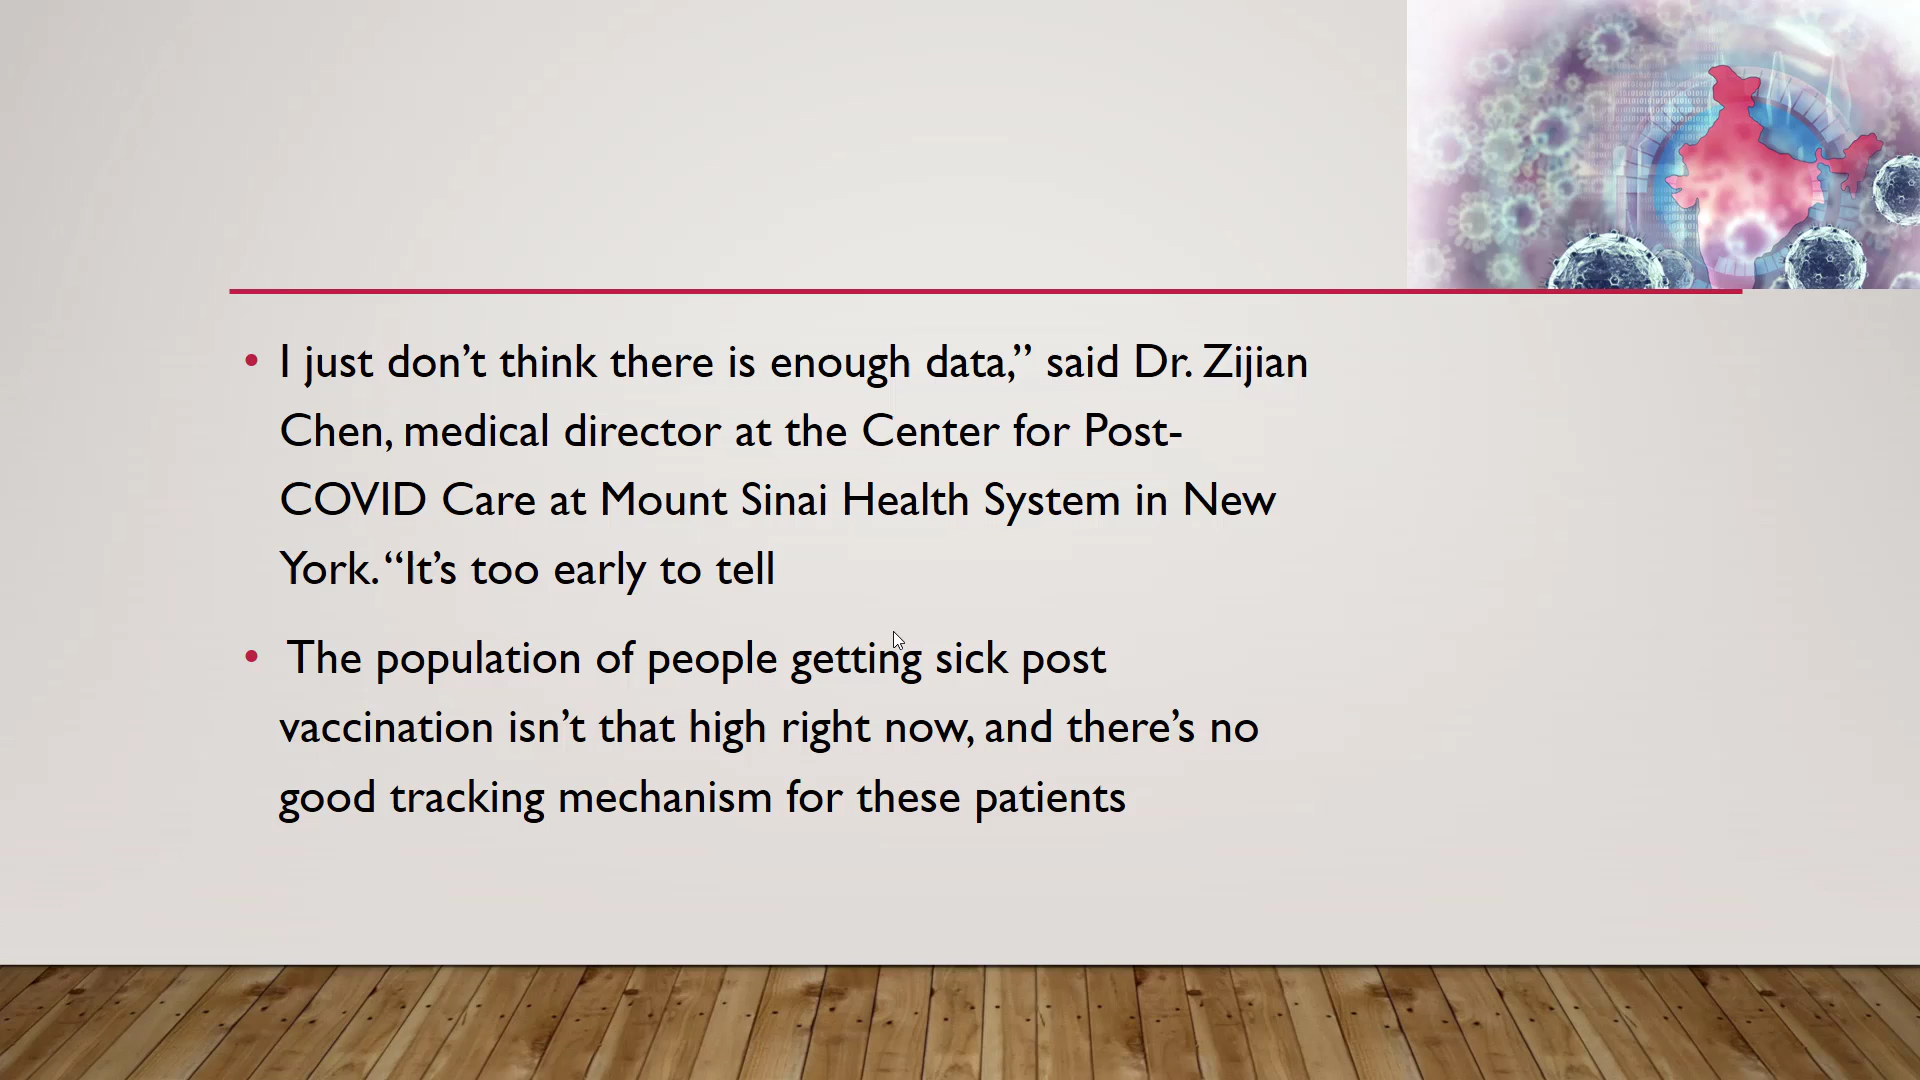 • I just don’t think there is enough data,” said Dr. Zijian
Chen, medical director at the Center for Post-
COVID Care at Mount Sinai Health System in New
York. “It’s too early to tell
• The population of people getting sick post
vaccination isn’t that high right now, and there’s no
good tracking mechanism for these patients